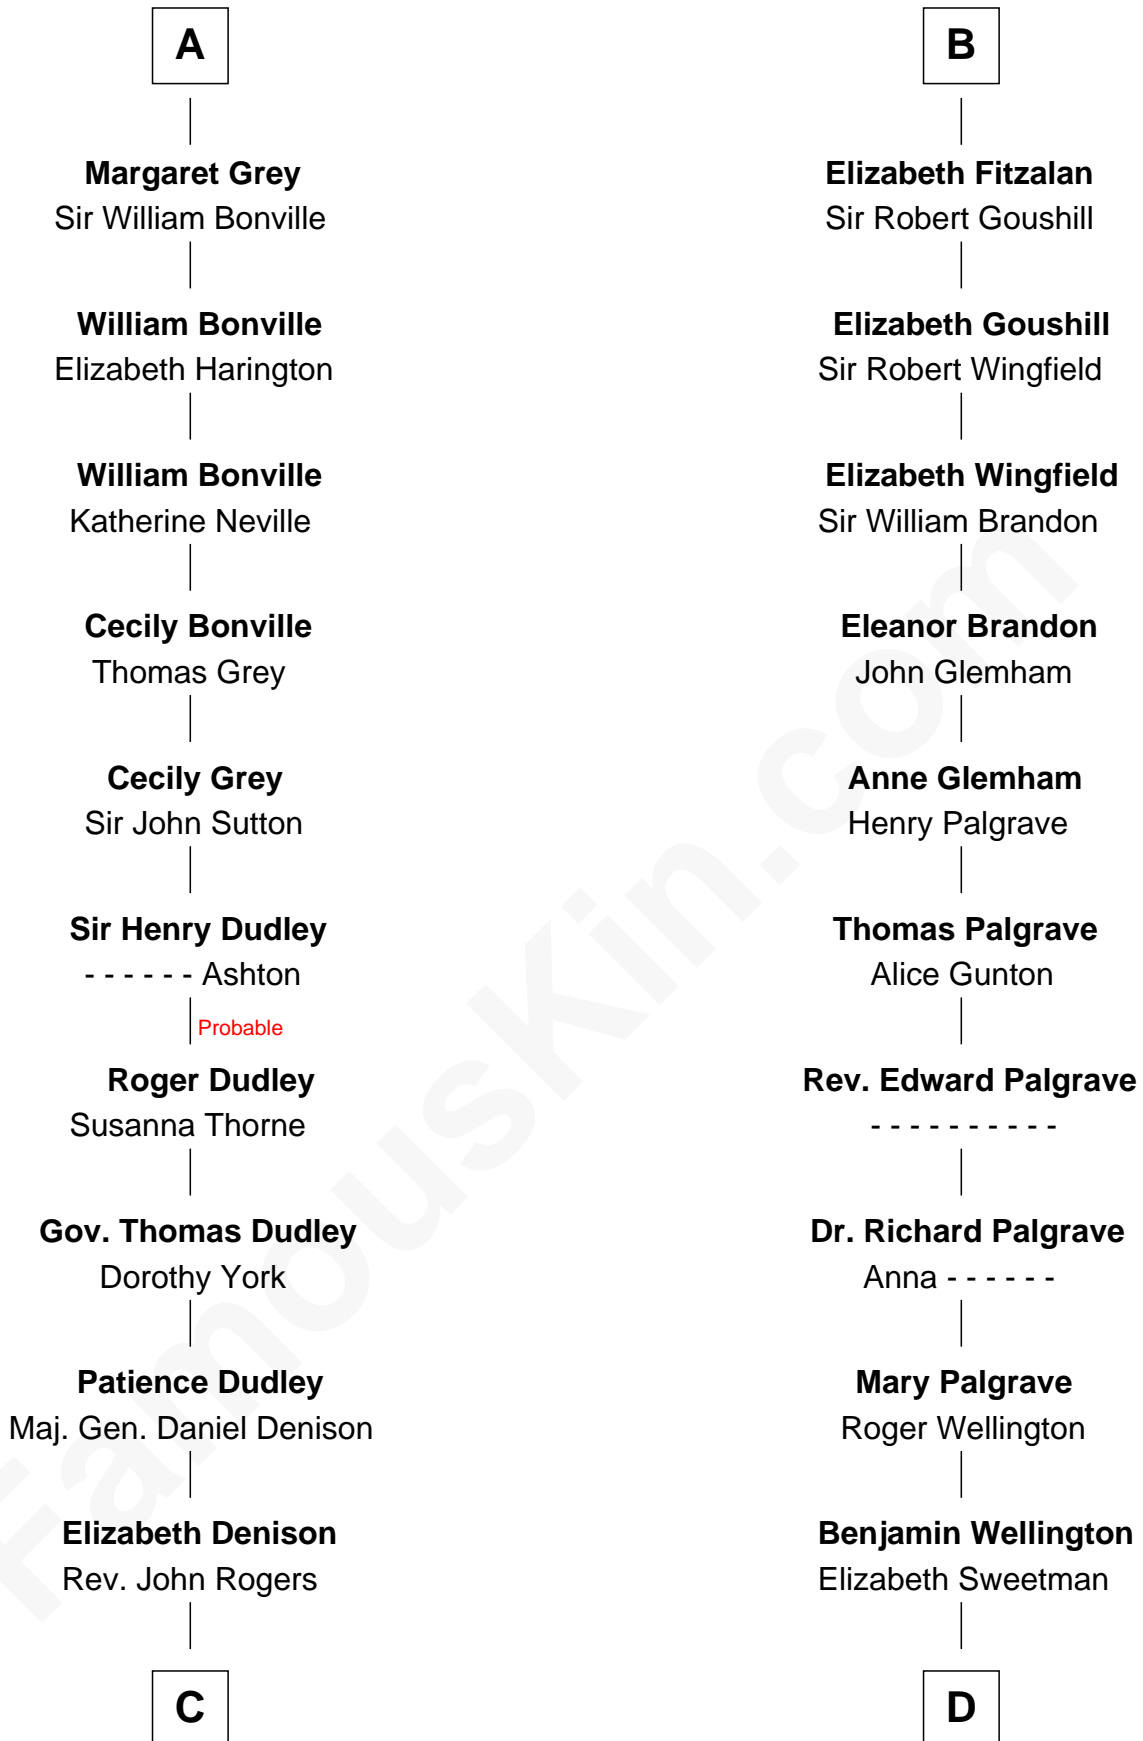 A
Margaret Grey
Sir William Bonville
William Bonville
Elizabeth Harington
William Bonville
Katherine Neville
Cecily Bonville
Thomas Grey
Cecily Grey
Sir John Sutton
Sir Henry Dudley
- - - - - - Ashton
Probable
Roger Dudley
Susanna Thorne
Gov. Thomas Dudley
Dorothy York
Patience Dudley
Maj. Gen. Daniel Denison
Elizabeth Denison
Rev. John Rogers
C
B
Elizabeth Fitzalan
Sir Robert Goushill
Elizabeth Goushill
Sir Robert Wingfield
Elizabeth Wingfield
Sir William Brandon
Eleanor Brandon
John Glemham
Anne Glemham
Henry Palgrave
Thomas Palgrave
Alice Gunton
Rev. Edward Palgrave
- - - - - - - - - -
Dr. Richard Palgrave
Anna - - - - - -
Mary Palgrave
Roger Wellington
Benjamin Wellington
Elizabeth Sweetman
D
FamousKin.com